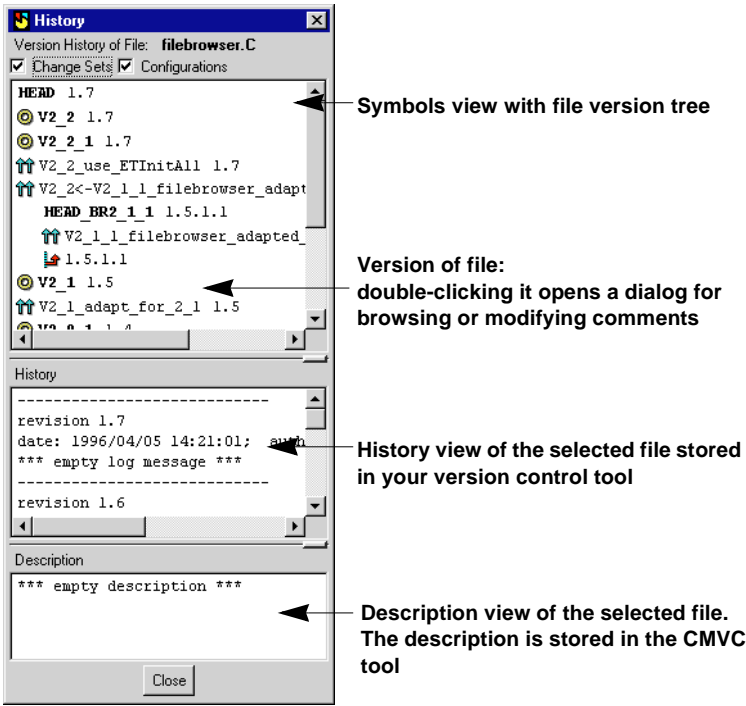 History
Version History of File: filebrowser.C
Change Sets Configurations
HEAD 1.7
V2_2 1.7
V2_2_1 1.7
V2_2_use_ETInitAll 1.7
V2_2<-V2_1_1_filebrowser_adapt
HEAD_BR2_1_1 1.5.1.1
V2_1_1_filebrowser_adapted_
1.5.1.1
V2_1 1.5
V2_1_adapt_for_2_1 1.5
Symbols view with file version tree
Version of file:
double-clicking it opens a dialog for
browsing or modifying comments
History
----------------------------
revision 1.7
date: 1996/04/05 14:21:01; auth
*** empty log message ***
----------------------------
revision 1.6
History view of the selected file stored
in your version control tool
Description
*** empty description ***
Description view of the selected file.
The description is stored in the CMVC
tool
Close